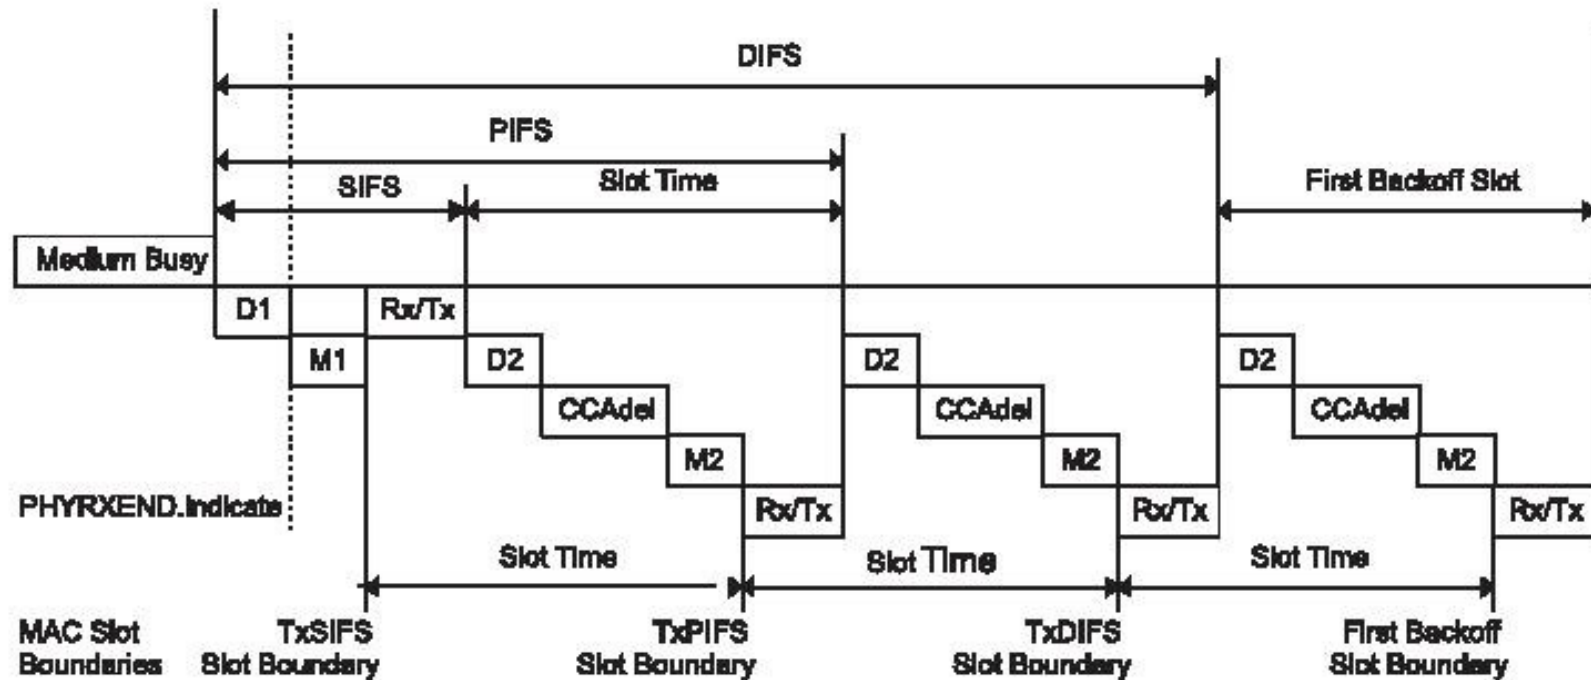 DIFS
PIFS
SIFS
Slot Time
First Backoff Slot
Medium Busy
D1
Rx/Tx
M1
D2
D2
D2
CCAdel
CCAdel
CCAdel
M2
M2
M2
PHYRXEND.indicate
Rx/Tx
Rx/Tx
Rx/Tx
Slot Time
Slot Time
Slot Time
MAC Slot
Boundaries
TxSIFS
Slot Boundary
TxPIFS
Slot Boundary
TxDIFS
Slot Boundary
First Backoff
Slot Boundary